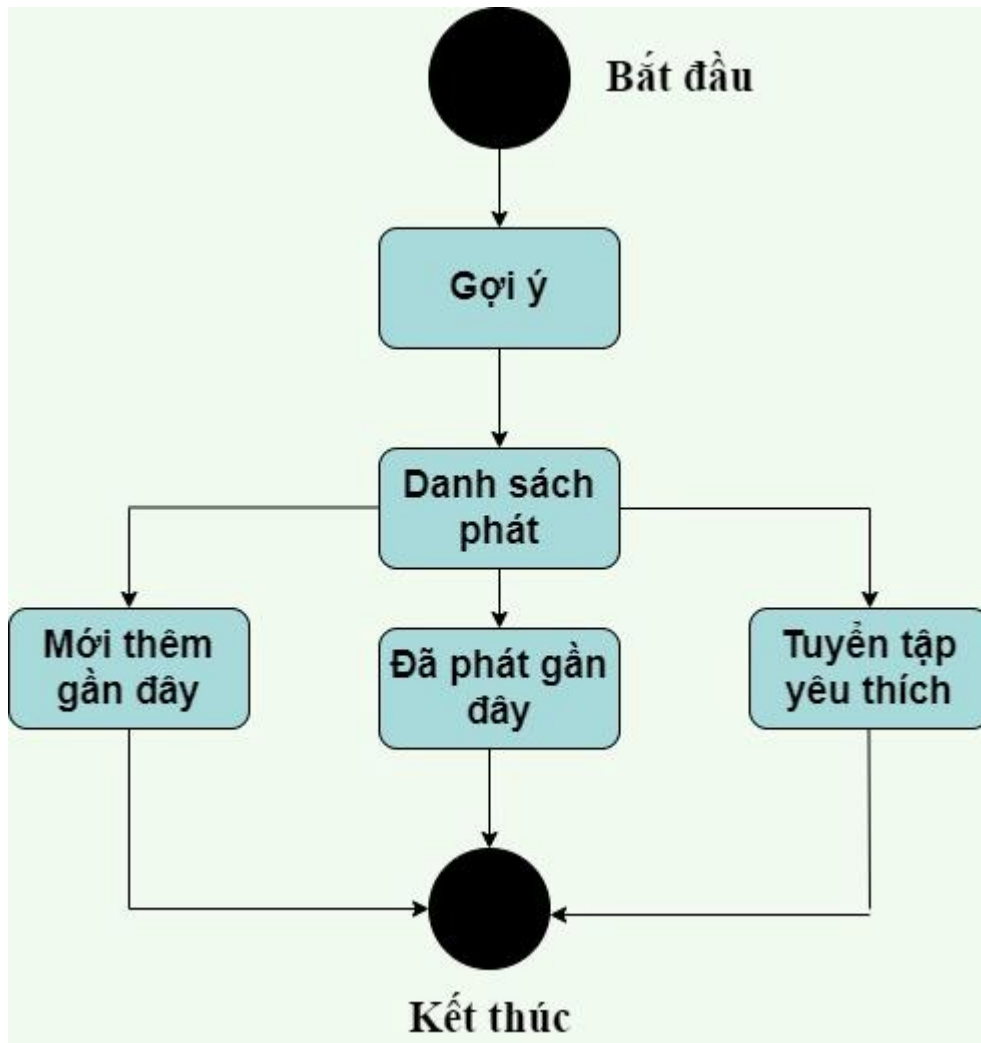 Bắt đầu
Gợi ý
Danh sách
phát
Mới thêm
gần đây
Đã phát gần
đây
Tuyển tập
yêu thích
Kết thúc